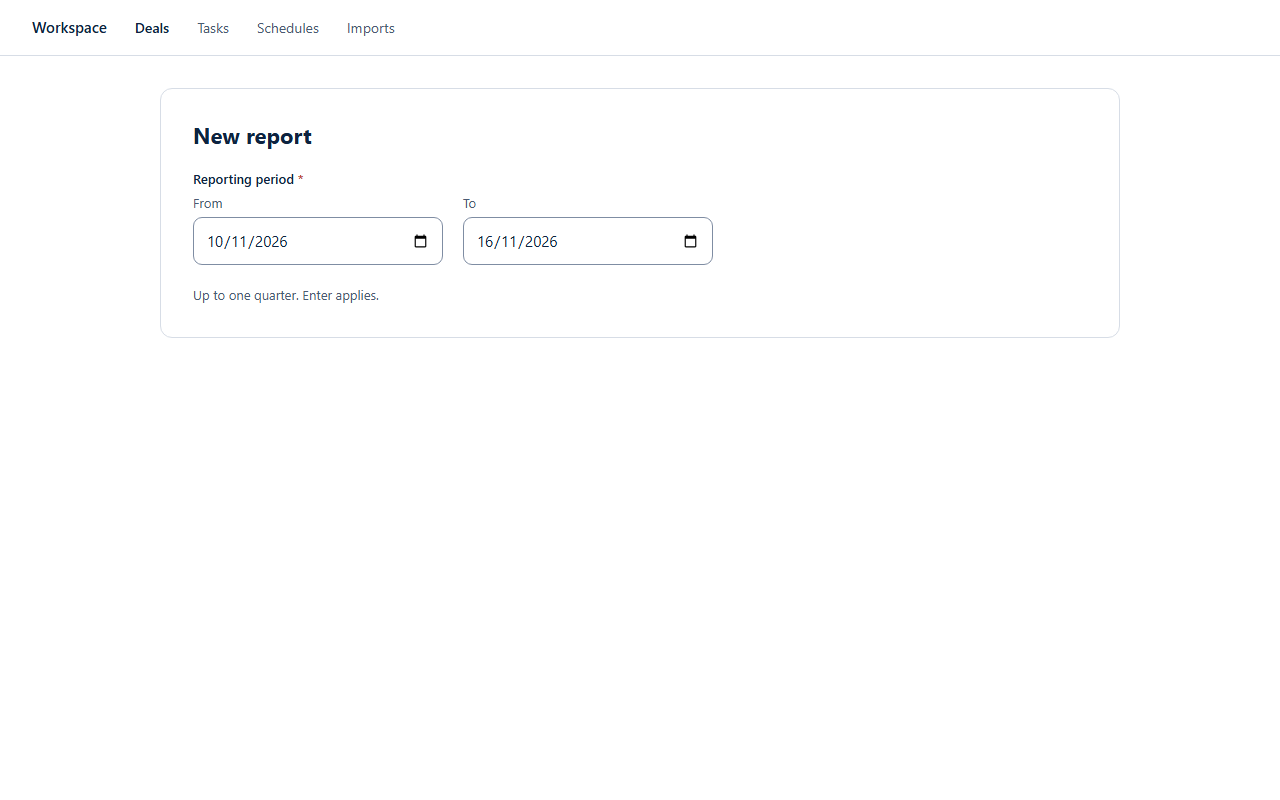 Workspace Deals Tasks Schedules Imports
New report
Reporting period *
From To
10/11/2026 16/11/2026
Up to one quarter. Enter applies.